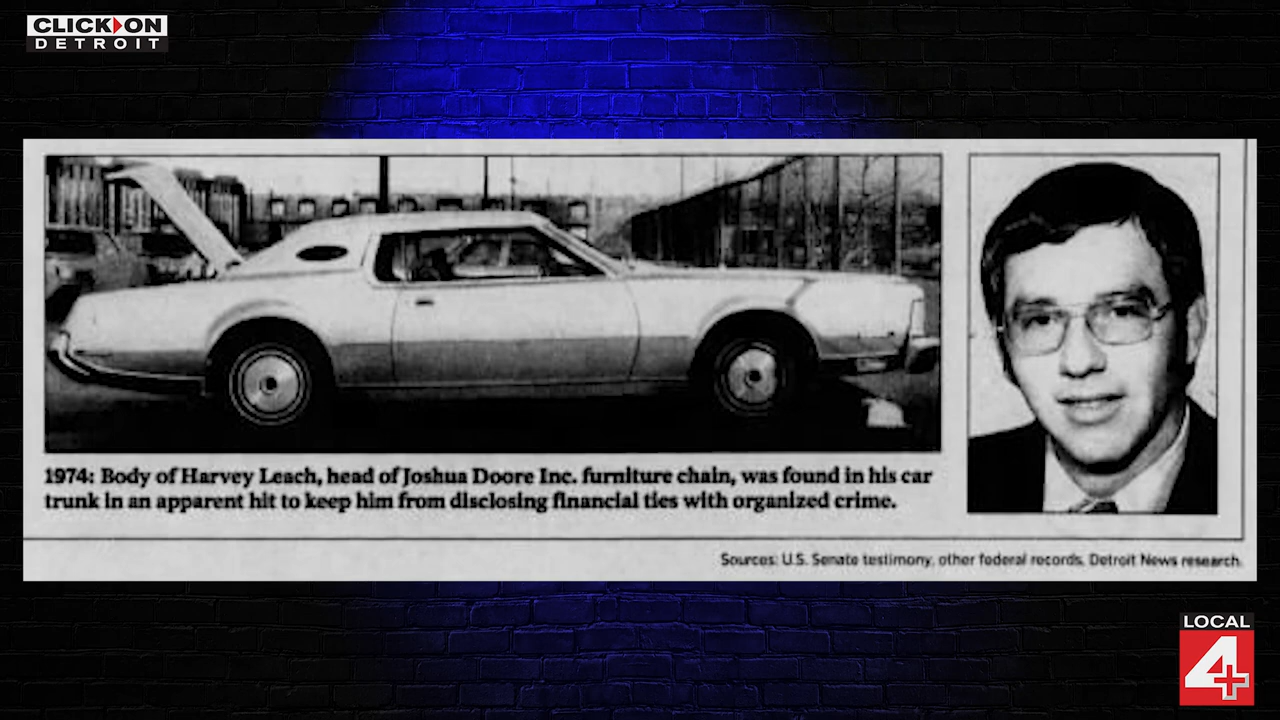 CLICK ON
DETROIT
1974: Body of Harvey Leach, head of Joshua Doore Inc. furniture chain, was found in his car
trunk in an apparent hit to keep him from disclosing financial ties with organized crime.
Sources: U.S. Senate testimony, other federal records, Detroit News research.
LOCAL
4+